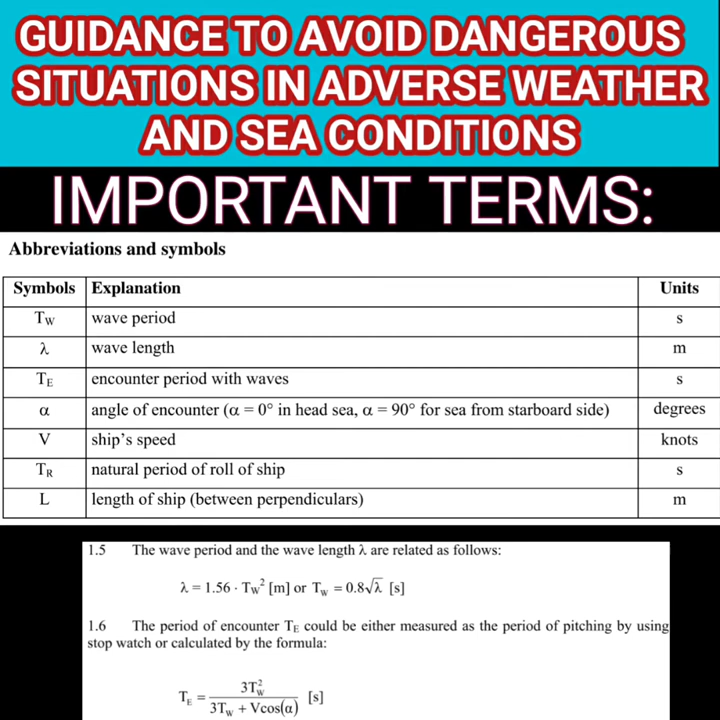 GUIDANCE TO AVOID DANGEROUS
SITUATIONS IN ADVERSE WEATHER
AND SEA CONDITIONS
IMPORTANT TERMS:
Abbreviations and symbols
Symbols Explanation Units
Tw wave period s
λ wave length m
TE encounter period with waves s
α angle of encounter (α = 0° in head sea, α = 90° for sea from starboard side) degrees
V ship's speed knots
TR natural period of roll of ship s
L length of ship (between perpendiculars) m
1.5 The wave period and the wave length λ are related as follows:
λ = 1.56 · Tw² [m] or Tw = 0.8√λ [s]
1.6 The period of encounter TE could be either measured as the period of pitching by using
stop watch or calculated by the formula:
TE = 3Tw² / 3Tw + Vcos(α) [s]